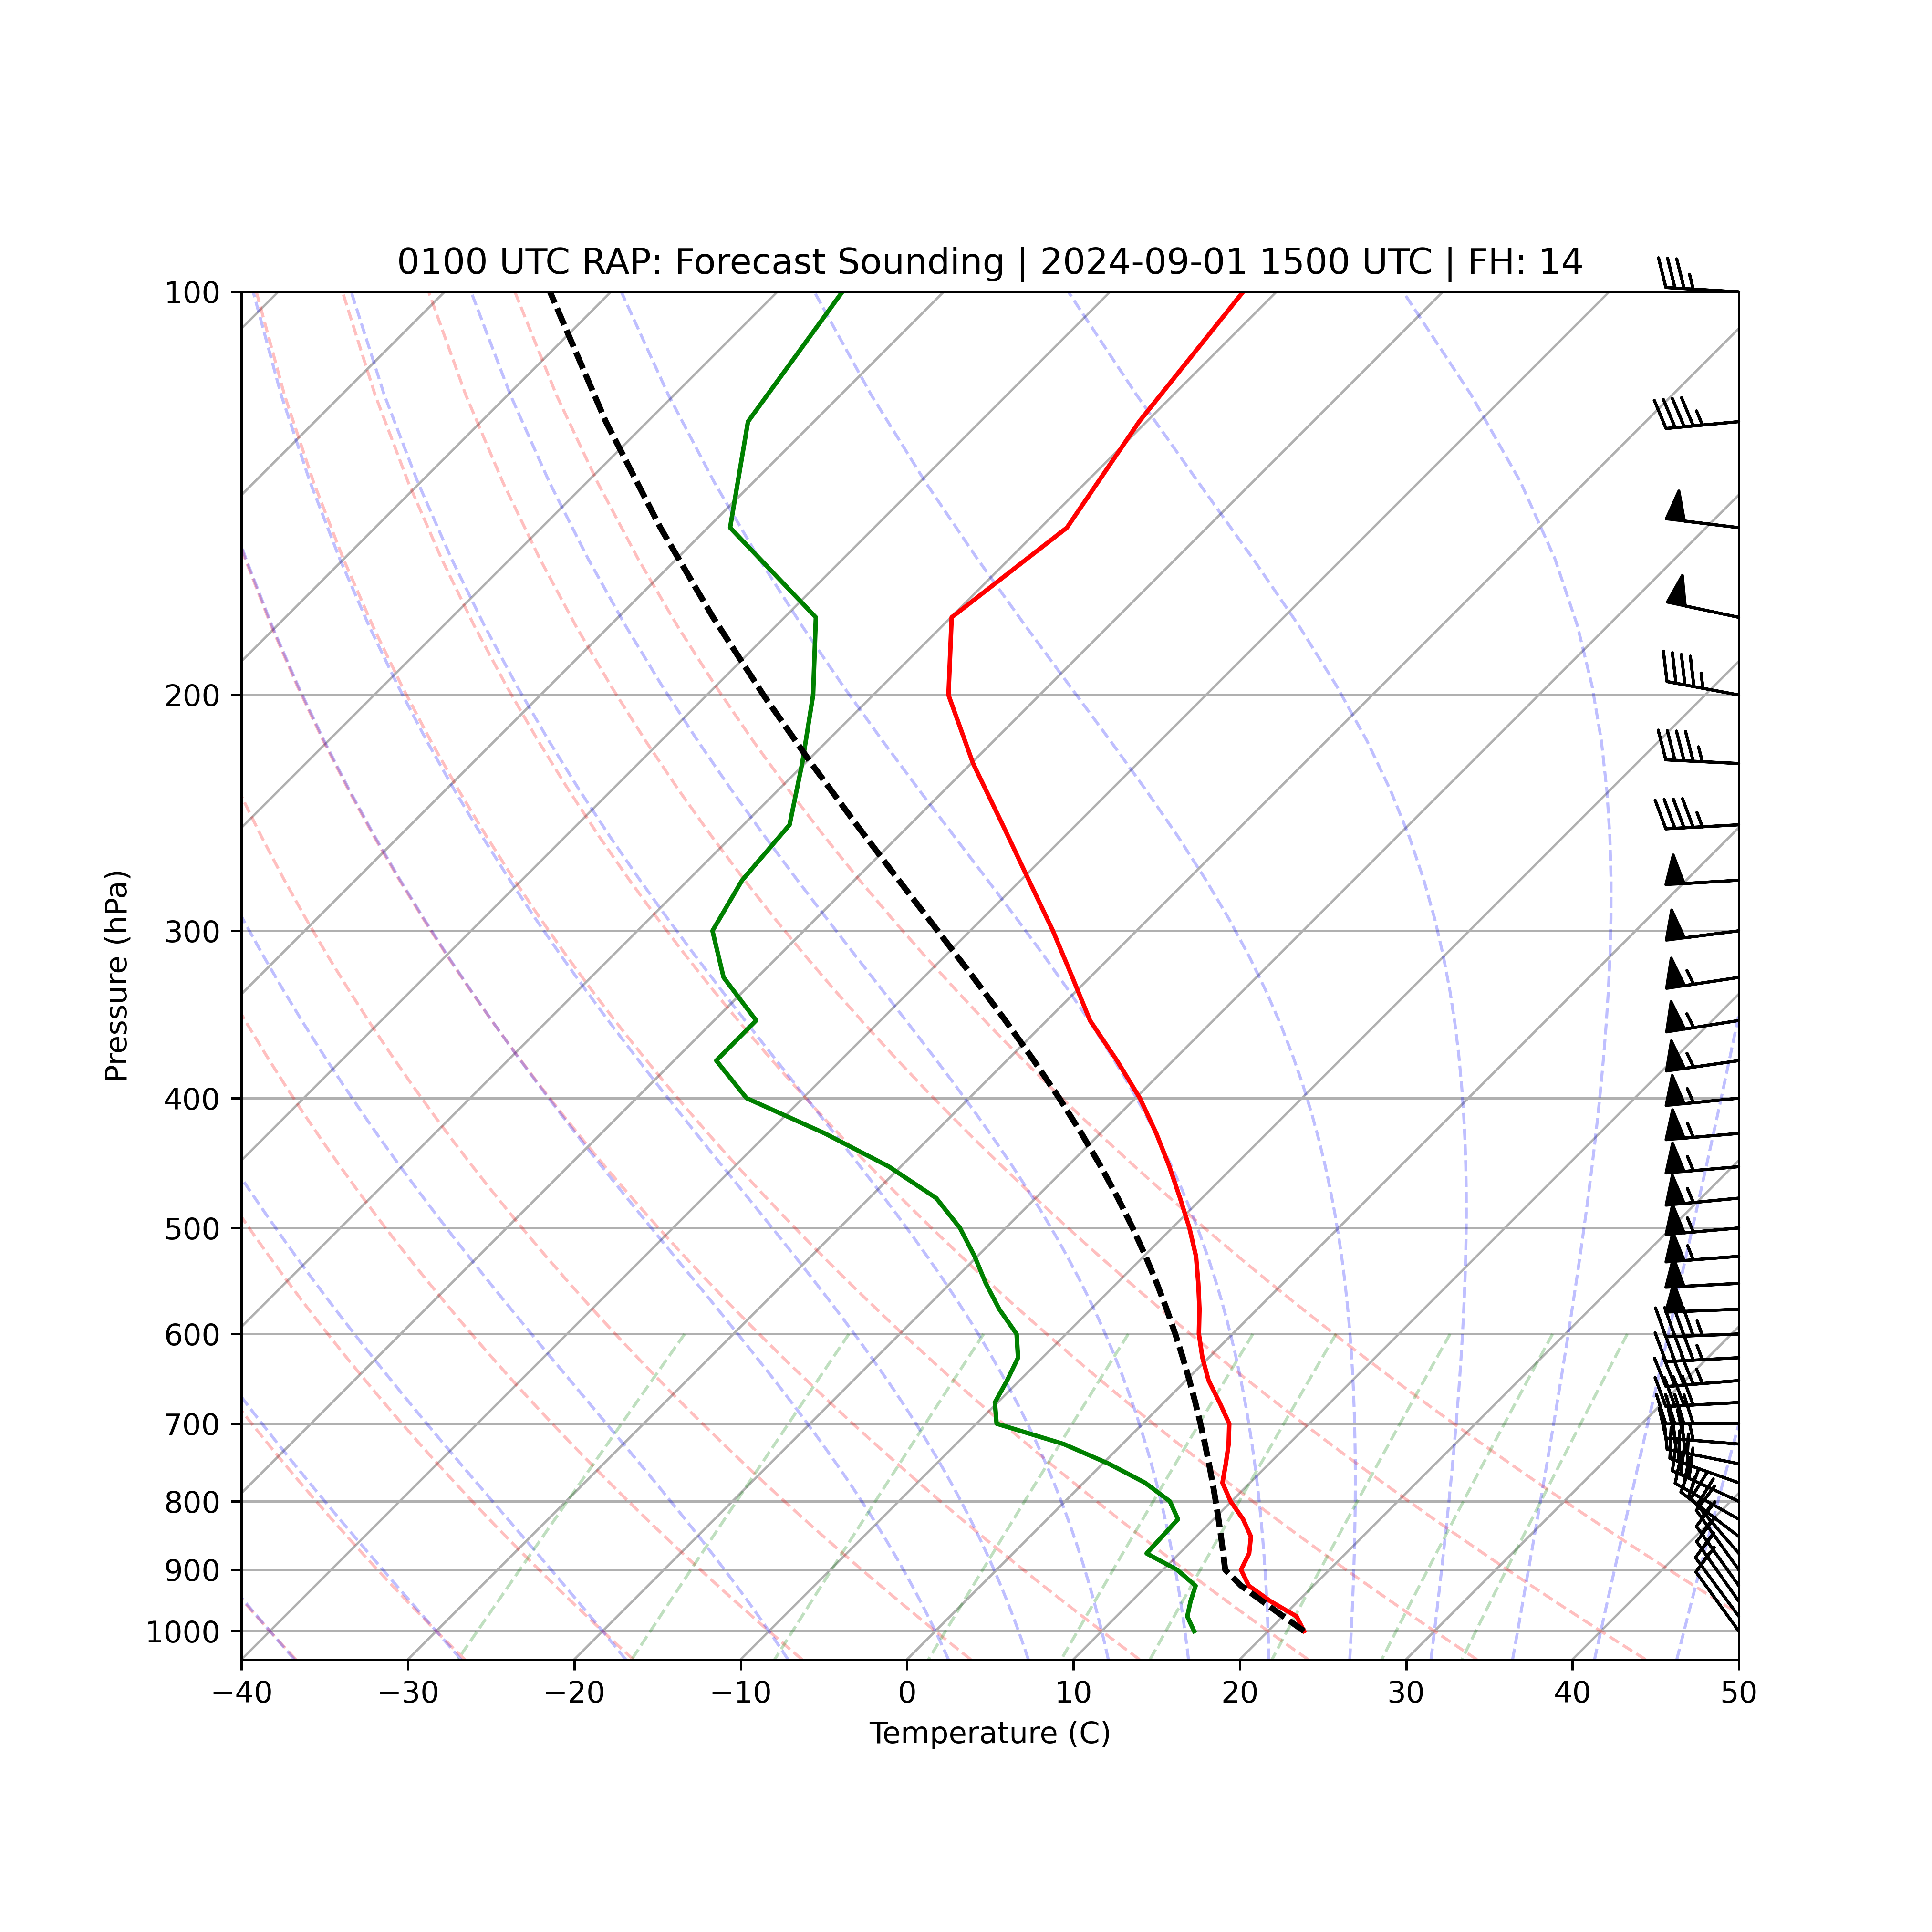 0100 UTC RAP: Forecast Sounding | 2024-09-01 1500 UTC | FH: 14
100
200
300
400
500
600
700
800
900
1000
Pressure (hPa)
−40 −30 −20 −10 0 10 20 30 40 50
Temperature (C)